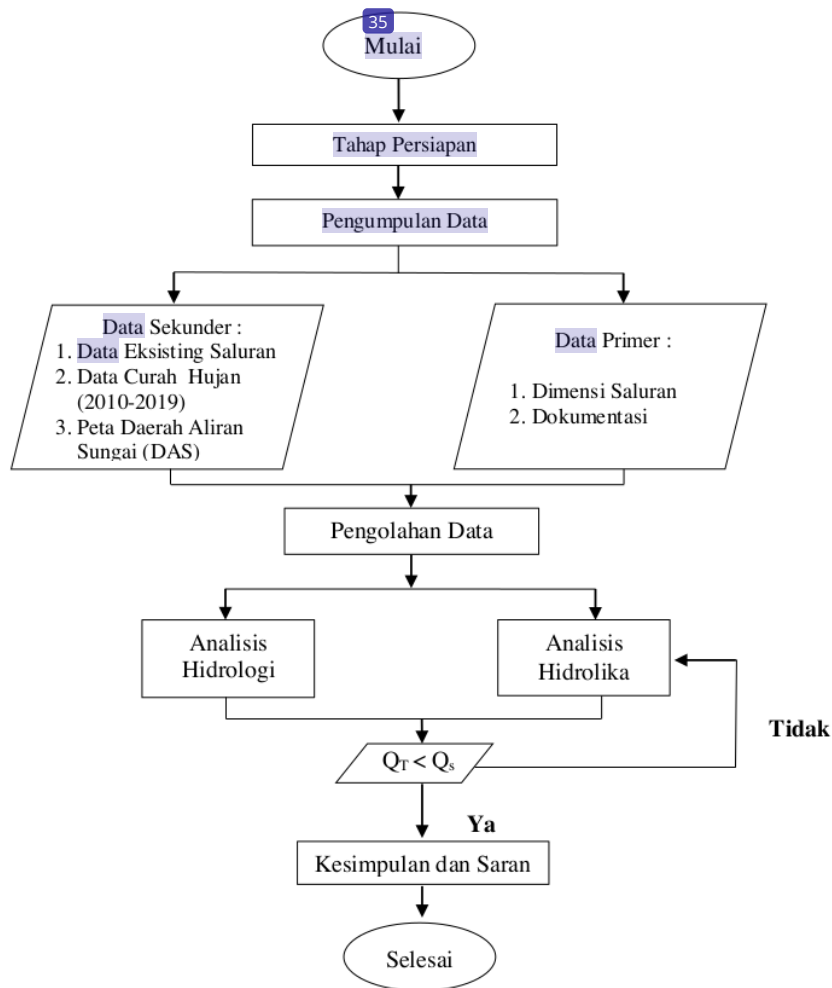 35
Mulai
Tahap Persiapan
Pengumpulan Data
Data Sekunder :
1. Data Eksisting Saluran
2. Data Curah Hujan
(2010-2019)
3. Peta Daerah Aliran
Sungai (DAS)
Data Primer :
1. Dimensi Saluran
2. Dokumentasi
Pengolahan Data
Analisis
Hidrologi
Analisis
Hidrolika
Tidak
QT < Qs
Ya
Kesimpulan dan Saran
Selesai